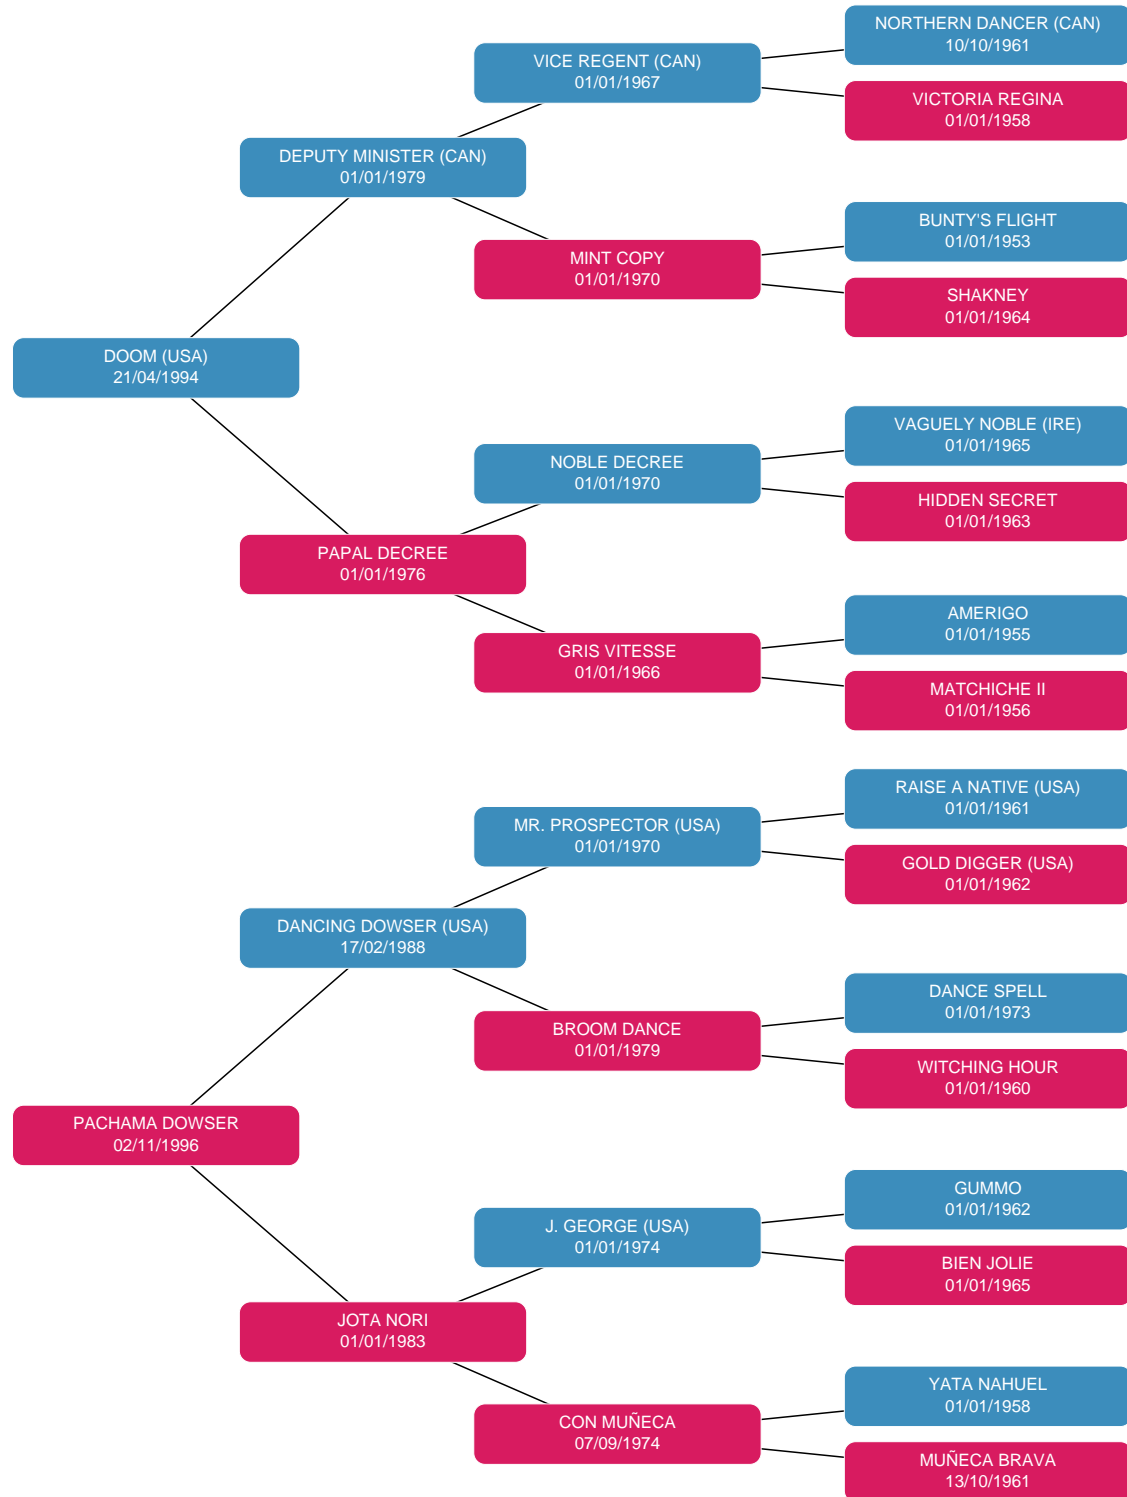 NORTHERN DANCER (CAN)
10/10/1961
VICE REGENT (CAN)
01/01/1967
VICTORIA REGINA
01/01/1958
DEPUTY MINISTER (CAN)
01/01/1979
BUNTY'S FLIGHT
01/01/1953
MINT COPY
01/01/1970
SHAKNEY
01/01/1964
DOOM (USA)
21/04/1994
VAGUELY NOBLE (IRE)
01/01/1965
NOBLE DECREE
01/01/1970
HIDDEN SECRET
01/01/1963
PAPAL DECREE
01/01/1976
AMERIGO
01/01/1955
GRIS VITESSE
01/01/1966
MATCHICHE II
01/01/1956
RAISE A NATIVE (USA)
01/01/1961
MR. PROSPECTOR (USA)
01/01/1970
GOLD DIGGER (USA)
01/01/1962
DANCING DOWSER (USA)
17/02/1988
DANCE SPELL
01/01/1973
BROOM DANCE
01/01/1979
WITCHING HOUR
01/01/1960
PACHAMA DOWSER
02/11/1996
GUMMO
01/01/1962
J. GEORGE (USA)
01/01/1974
BIEN JOLIE
01/01/1965
JOTA NORI
01/01/1983
YATA NAHUEL
01/01/1958
CON MUÑECA
07/09/1974
MUÑECA BRAVA
13/10/1961